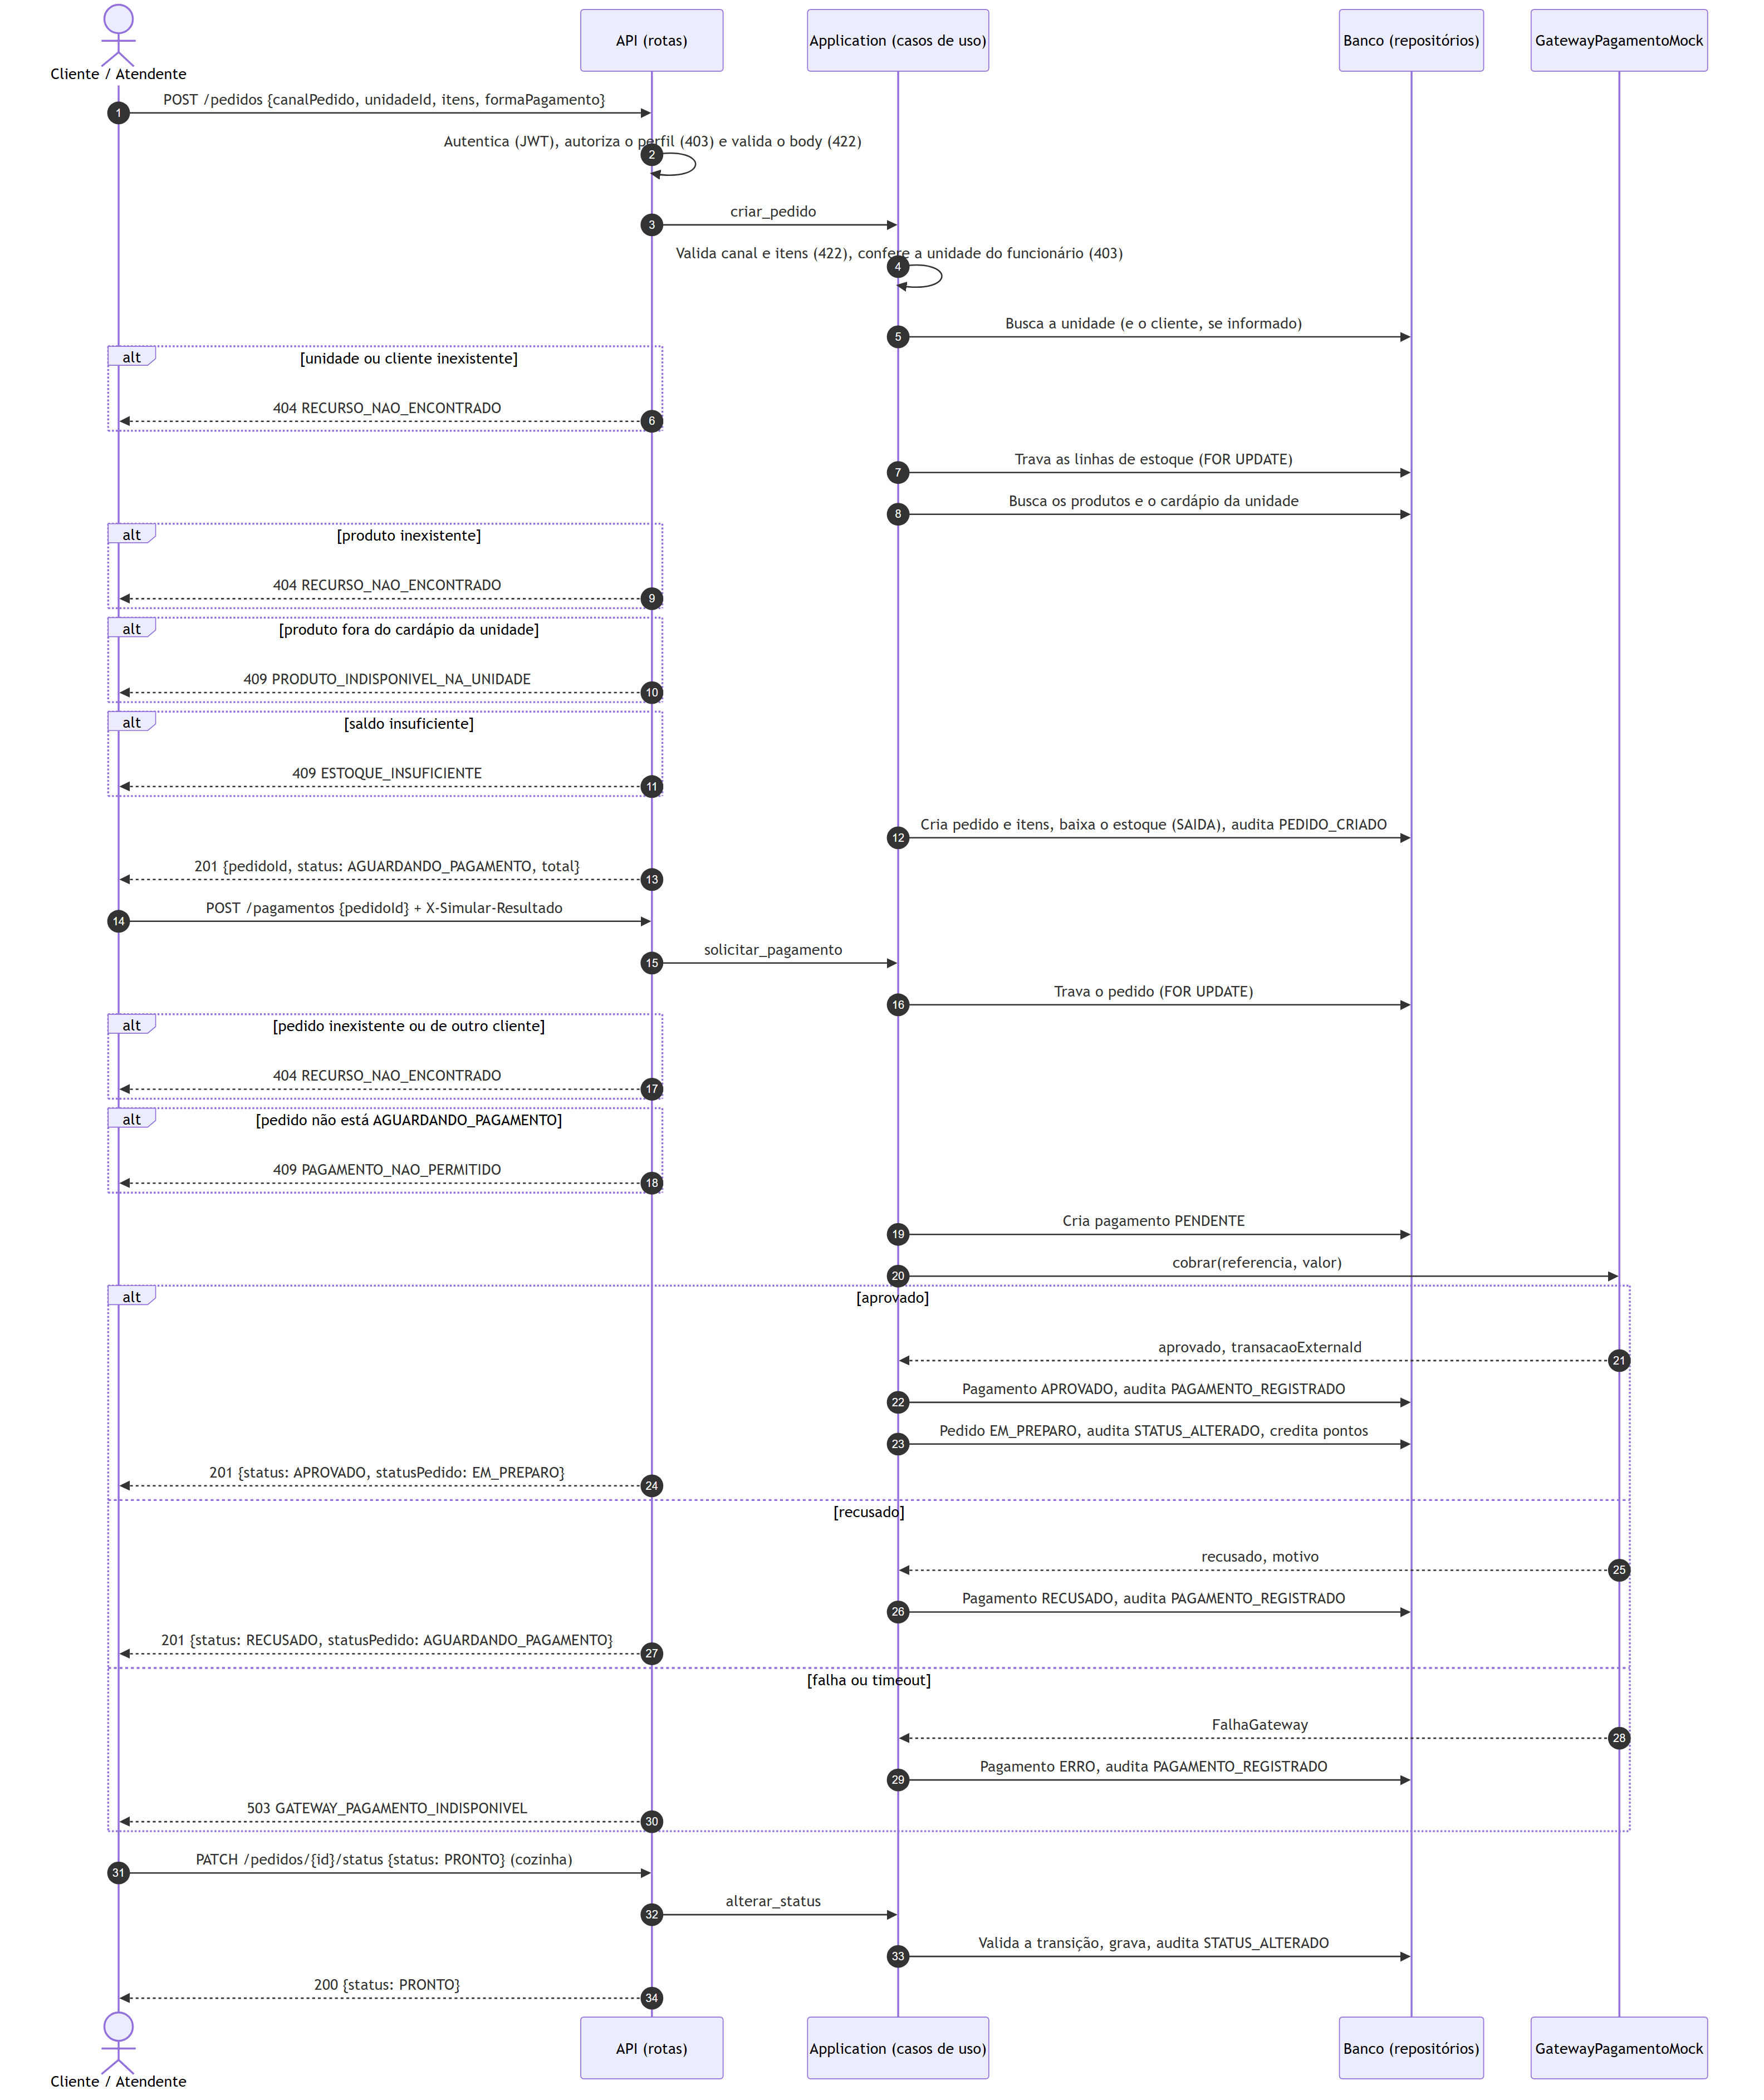 Cliente / Atendente
API (rotas)
Application (casos de uso)
Banco (repositórios)
GatewayPagamentoMock
1
POST /pedidos {canalPedido, unidadeId, itens, formaPagamento}
Autentica (JWT), autoriza o perfil (403) e valida o body (422)
2
3
criar_pedido
Valida canal e itens (422), confere a unidade do funcionário (403)
4
5
Busca a unidade (e o cliente, se informado)
alt
[unidade ou cliente inexistente]
404 RECURSO_NAO_ENCONTRADO
6
7
Trava as linhas de estoque (FOR UPDATE)
8
Busca os produtos e o cardápio da unidade
alt
[produto inexistente]
404 RECURSO_NAO_ENCONTRADO
9
alt
[produto fora do cardápio da unidade]
409 PRODUTO_INDISPONIVEL_NA_UNIDADE
10
alt
[saldo insuficiente]
409 ESTOQUE_INSUFICIENTE
11
12
Cria pedido e itens, baixa o estoque (SAIDA), audita PEDIDO_CRIADO
201 {pedidoId, status: AGUARDANDO_PAGAMENTO, total}
13
14
POST /pagamentos {pedidoId} + X-Simular-Resultado
15
solicitar_pagamento
16
Trava o pedido (FOR UPDATE)
alt
[pedido inexistente ou de outro cliente]
404 RECURSO_NAO_ENCONTRADO
17
alt
[pedido não está AGUARDANDO_PAGAMENTO]
409 PAGAMENTO_NAO_PERMITIDO
18
19
Cria pagamento PENDENTE
20
cobrar(referencia, valor)
alt
[aprovado]
aprovado, transacaoExternaId
21
22
Pagamento APROVADO, audita PAGAMENTO_REGISTRADO
23
Pedido EM_PREPARO, audita STATUS_ALTERADO, credita pontos
201 {status: APROVADO, statusPedido: EM_PREPARO}
24
[recusado]
recusado, motivo
25
26
Pagamento RECUSADO, audita PAGAMENTO_REGISTRADO
201 {status: RECUSADO, statusPedido: AGUARDANDO_PAGAMENTO}
27
[falha ou timeout]
FalhaGateway
28
29
Pagamento ERRO, audita PAGAMENTO_REGISTRADO
503 GATEWAY_PAGAMENTO_INDISPONIVEL
30
31
PATCH /pedidos/{id}/status {status: PRONTO} (cozinha)
32
alterar_status
33
Valida a transição, grava, audita STATUS_ALTERADO
200 {status: PRONTO}
34
Cliente / Atendente
API (rotas)
Application (casos de uso)
Banco (repositórios)
GatewayPagamentoMock